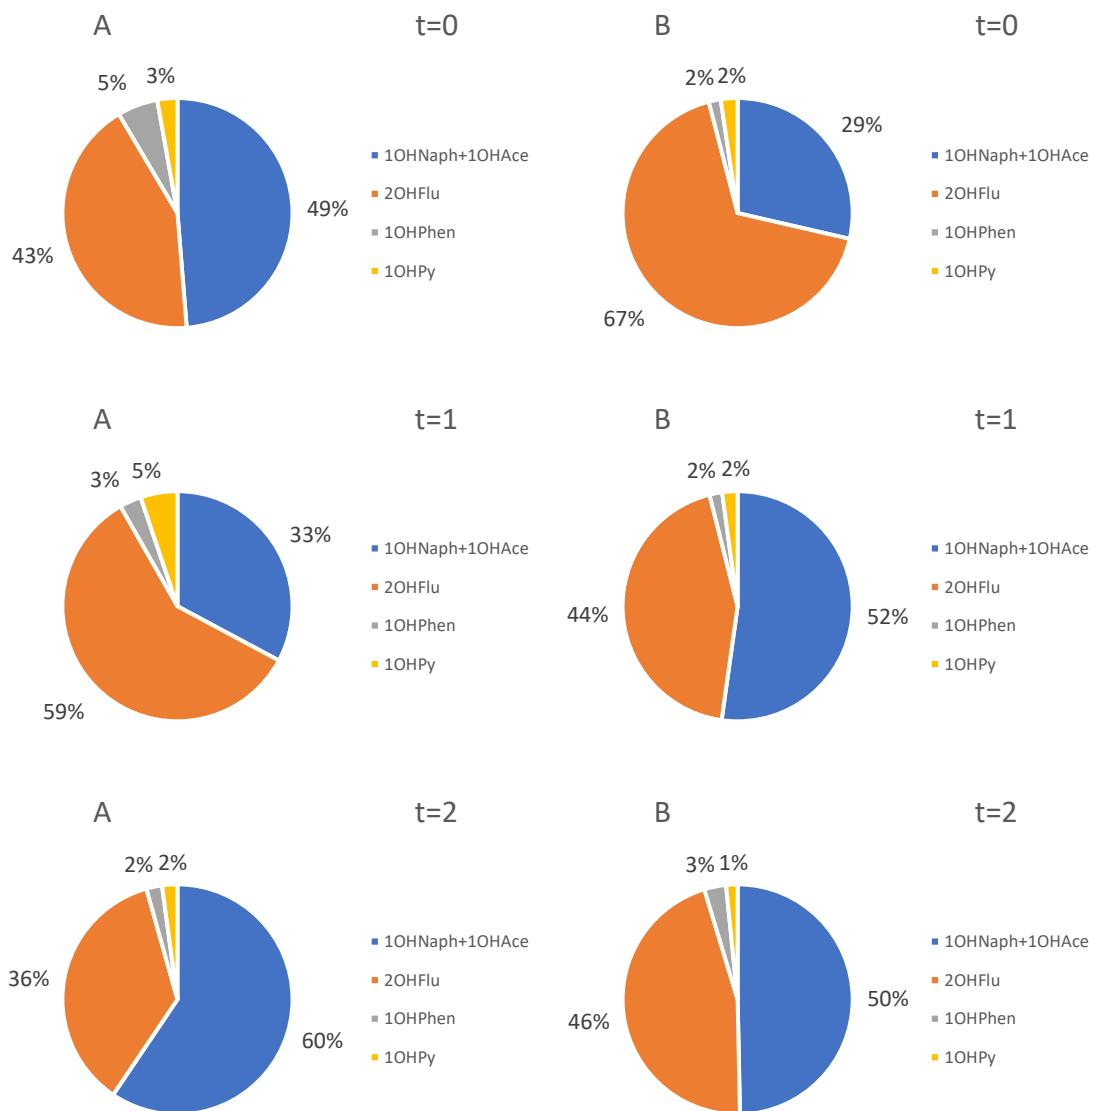 A t=0
5% 3%
49%
43%
1OHNaph+1OHAce
2OHFlu
1OHPhen
1OHPy
B t=0
2% 2%
29%
67%
1OHNaph+1OHAce
2OHFlu
1OHPhen
1OHPy
A t=1
3% 5%
33%
59%
1OHNaph+1OHAce
2OHFlu
1OHPhen
1OHPy
B t=1
2% 2%
44%
52%
1OHNaph+1OHAce
2OHFlu
1OHPhen
1OHPy
A t=2
2% 2%
36%
60%
1OHNaph+1OHAce
2OHFlu
1OHPhen
1OHPy
B t=2
3% 1%
50%
46%
1OHNaph+1OHAce
2OHFlu
1OHPhen
1OHPy